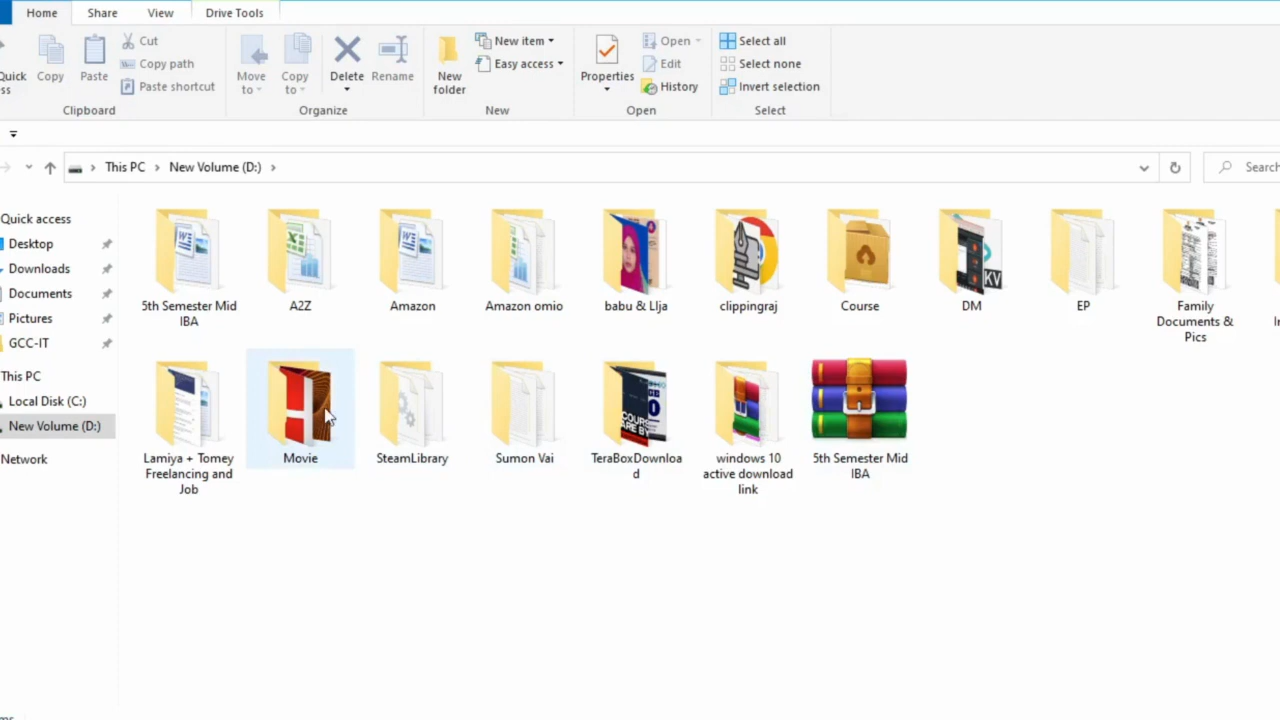 Home Share View Drive Tools
Cut
Copy path
Paste shortcut
Copy Paste
Move to
Copy to
Delete Rename
New folder
New item
Easy access
Properties
Open
Edit
History
Select all
Select none
Invert selection
Clipboard Organize New Open Select
This PC New Volume (D:)
Search
Quick access
Desktop
Downloads
Documents
Pictures
GCC-IT
This PC
Local Disk (C:)
New Volume (D:)
Network
5th Semester Mid
IBA
A2Z
Amazon
Amazon omio
babu & LIja
clippingraj
Course
DM
EP
Family
Documents &
Pics
Lamiya + Tomey
Freelancing and
Job
Movie
SteamLibrary
Sumon Vai
TeraBoxDownloa
d
windows 10
active download
link
5th Semester Mid
IBA